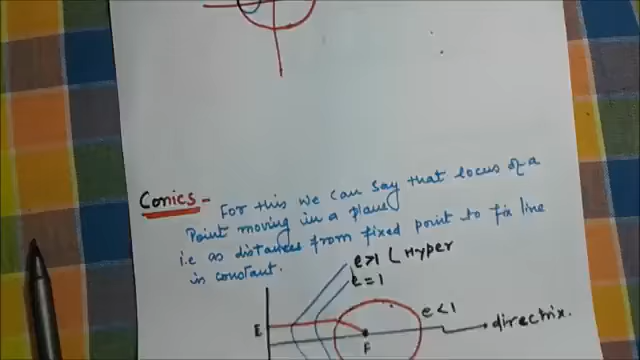 Conics - For this we can say that locus of a
Point moving in a plane
i.e as distances from fixed point to fix line
is constant.
e>1 ( Hyper
e=1
e<1
E
directrix.
F